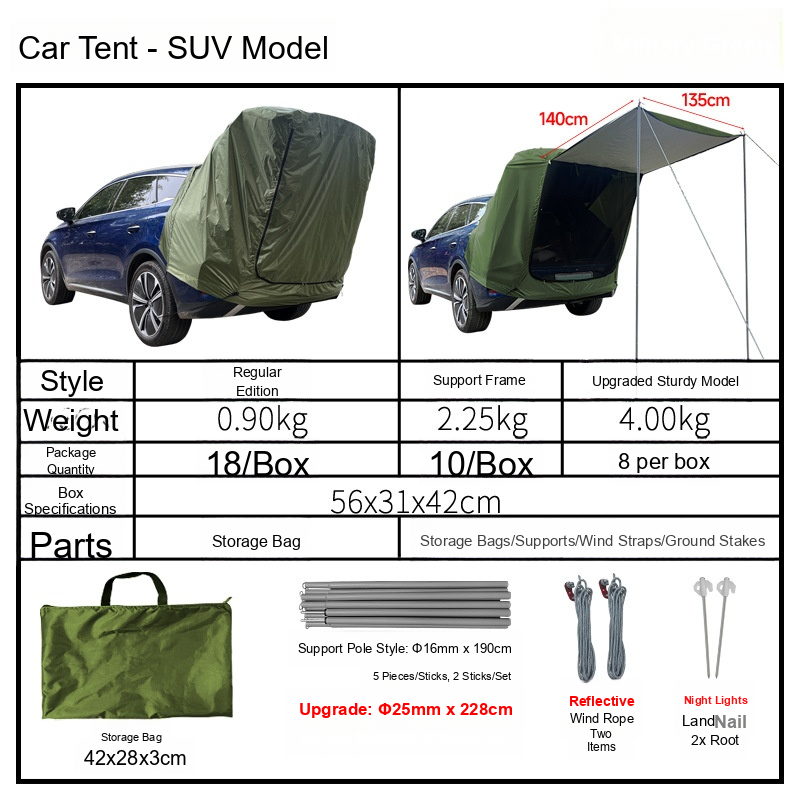 Car Tent - SUV Model
140cm
135cm
Style
Regular
Edition
Support Frame
Upgraded Sturdy Model
Weight
0.90kg
2.25kg
4.00kg
Package
Quantity
18/Box
10/Box
8 per box
Box
Specifications
56x31x42cm
Parts
Storage Bag
Storage Bags/Supports/Wind Straps/Ground Stakes
Support Pole Style: Φ16mm x 190cm
5 Pieces/Sticks, 2 Sticks/Set
Upgrade: Φ25mm x 228cm
Storage Bag
42x28x3cm
Reflective
Wind Rope
Two
Items
Night Lights
LandNail
2x Root